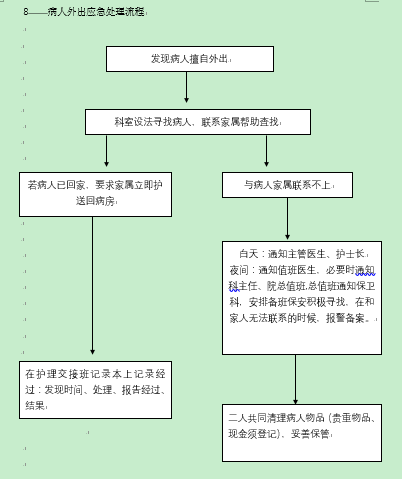 8——病人外出应急处理流程
发现病人擅自外出
科室设法寻找病人，联系家属帮助查找
若病人已回家，要求家属立即护
送回病房
与病人家属联系不上
白天：通知主管医生、护士长
夜间：通知值班医生，必要时通知
科主任、院总值班,总值班通知保卫
科，安排备班保安积极寻找，在和
家人无法联系的时候，报警备案。
在护理交接班记录本上记录经
过：发现时间、处理、报告经过、
结果
二人共同清理病人物品（贵重物品、
现金须登记），妥善保管